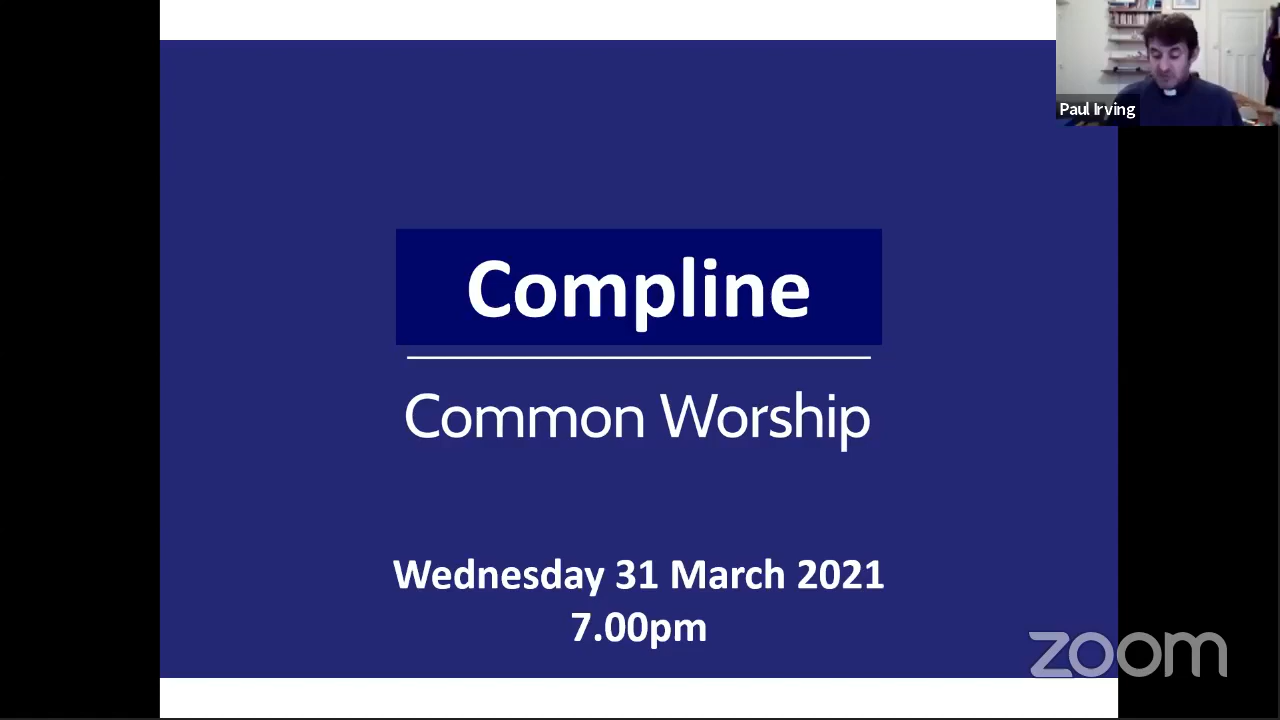 Paul Irving
Compline
Common Worship
Wednesday 31 March 2021
7.00pm
zoom